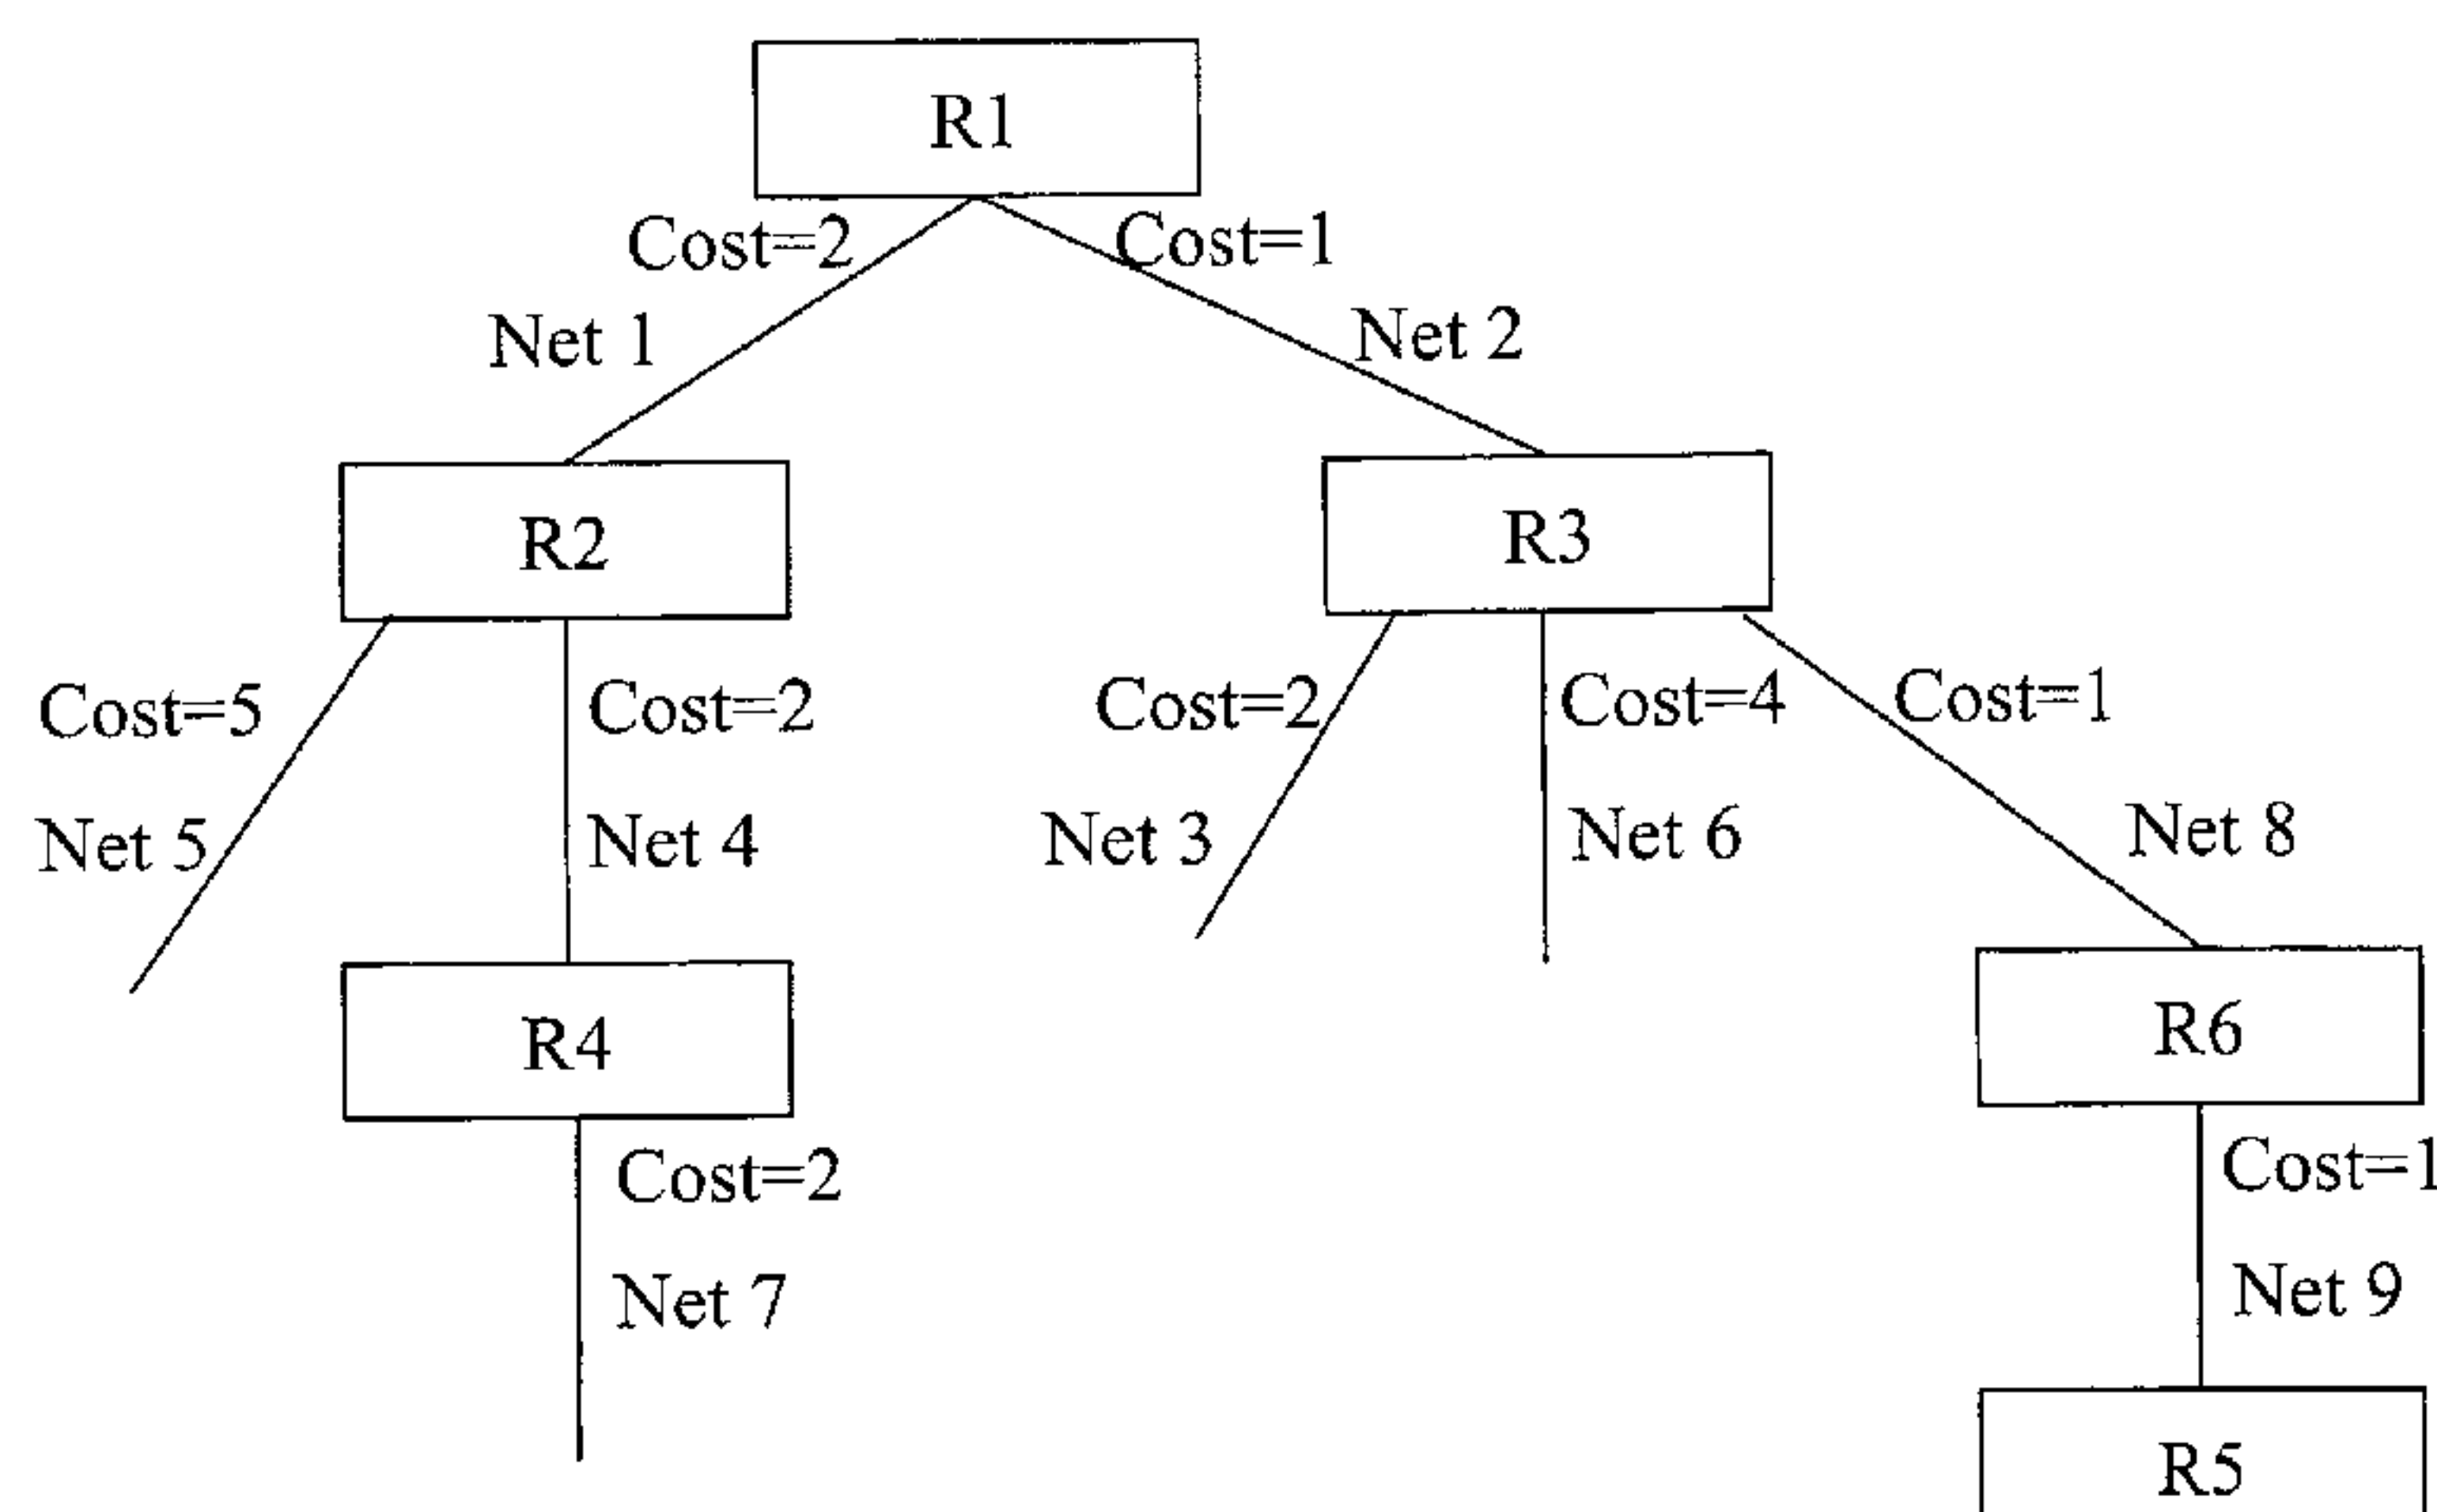 R1
Cost=2
Cost=1
Net 1
Net 2
R2
R3
Cost=5
Cost=2
Cost=2
Cost=4
Cost=1
Net 5
Net 4
Net 3
Net 6
Net 8
R4
R6
Cost=2
Cost=1
Net 7
Net 9
R5